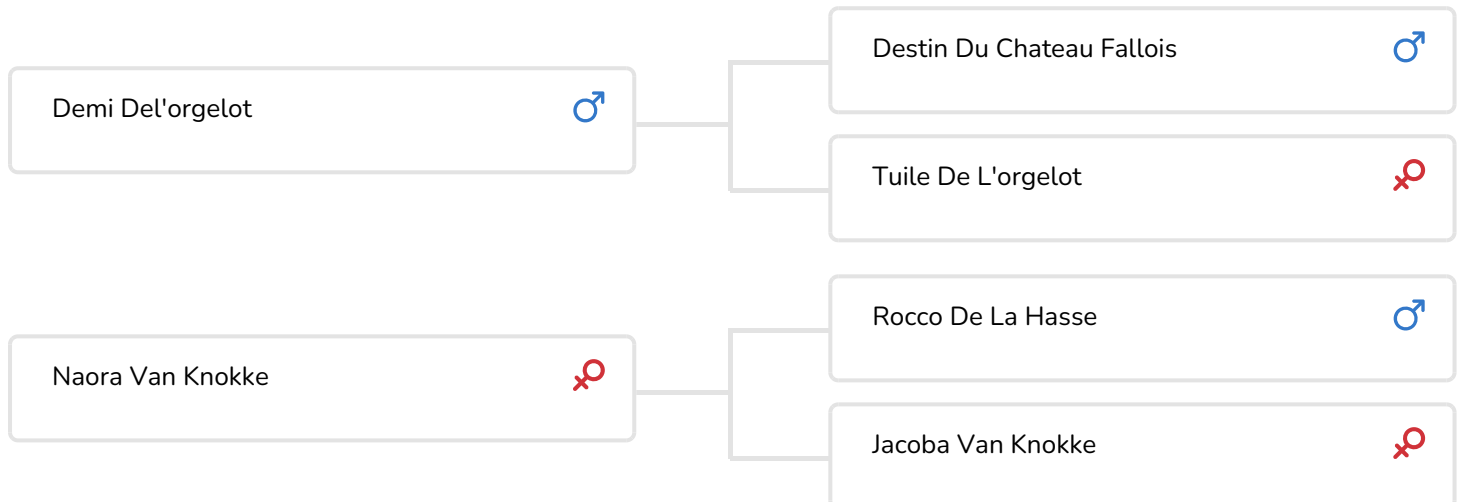 Destin Du Chateau Fallois
Demi Del'orgelot
Tuile De L'orgelot
Rocco De La Hasse
Naora Van Knokke
Jacoba Van Knokke